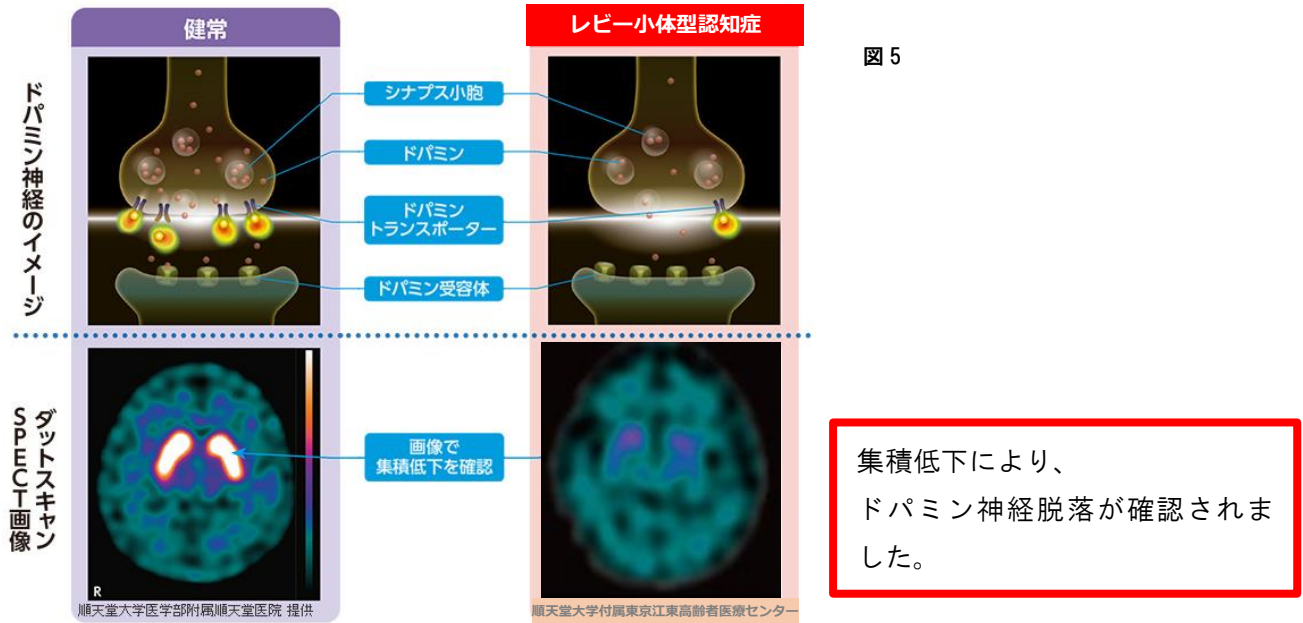 健常
レビー小体型認知症
図5
ドパミン神経のイメージ
シナプス小胞
ドパミン
ドパミン
トランスポーター
ドパミン受容体
ダットスキャン
SPECT画像
画像で
集積低下を確認
R
順天堂大学医学部附属順天堂医院 提供
順天堂大学付属東京江東高齢者医療センター
集積低下により、
ドパミン神経脱落が確認されま
した。